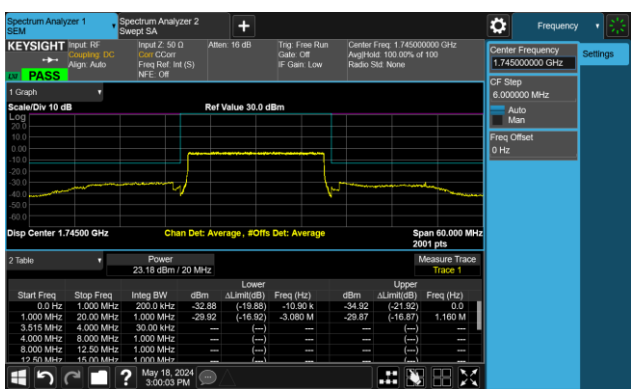 Spectrum Analyzer 1
SEM
Spectrum Analyzer 2
Swept SA
+
Frequency
KEYSIGHT
Input: RF
Coupling: DC
Align: Auto
Input Z: 50 Ω
CCorr CCorr
Freq Ref: Int (S)
NFE: Off
Atten: 16 dB
Trig: Free Run
Gate: Off
IF Gain: Low
Center Freq: 1.745000000 GHz
Avg|Hold: 100.00% of 100
Radio Std: None
PASS
Center Frequency
1.745000000 GHz
Settings
CF Step
6.000000 MHz
Auto
Man
Freq Offset
0 Hz
1 Graph
Scale/Div 10 dB
Ref Value 30.0 dBm
Log
20.0
10.0
0.00
-10.0
-20.0
-30.0
-40.0
-50.0
-60.0
Disp Center 1.74500 GHz
Chan Det: Average, #Offs Det: Average
Span 60.000 MHz
2001 pts
2 Table
Power
23.18 dBm / 20 MHz
Measure Trace
Trace 1
Lower Upper
Start Freq Stop Freq Integ BW dBm ΔLimit(dB) Freq (Hz) dBm ΔLimit(dB) Freq (Hz)
0.0 Hz 1.000 MHz 200.0 kHz -32.88 (-19.88) -10.90 k -34.92 (-21.92) 0.0
1.000 MHz 20.00 MHz 1.000 MHz -29.92 (-16.92) -3.080 M -29.87 (-16.87) 1.160 M
3.515 MHz 4.000 MHz 30.00 kHz --- (---) --- --- (---) ---
4.000 MHz 8.000 MHz 1.000 MHz --- (---) --- --- (---) ---
8.000 MHz 12.50 MHz 1.000 MHz --- (---) --- --- (---) ---
12.50 MHz 15.00 MHz 1.000 MHz --- (---) --- --- (---) ---
?
May 18, 2024
3:00:03 PM